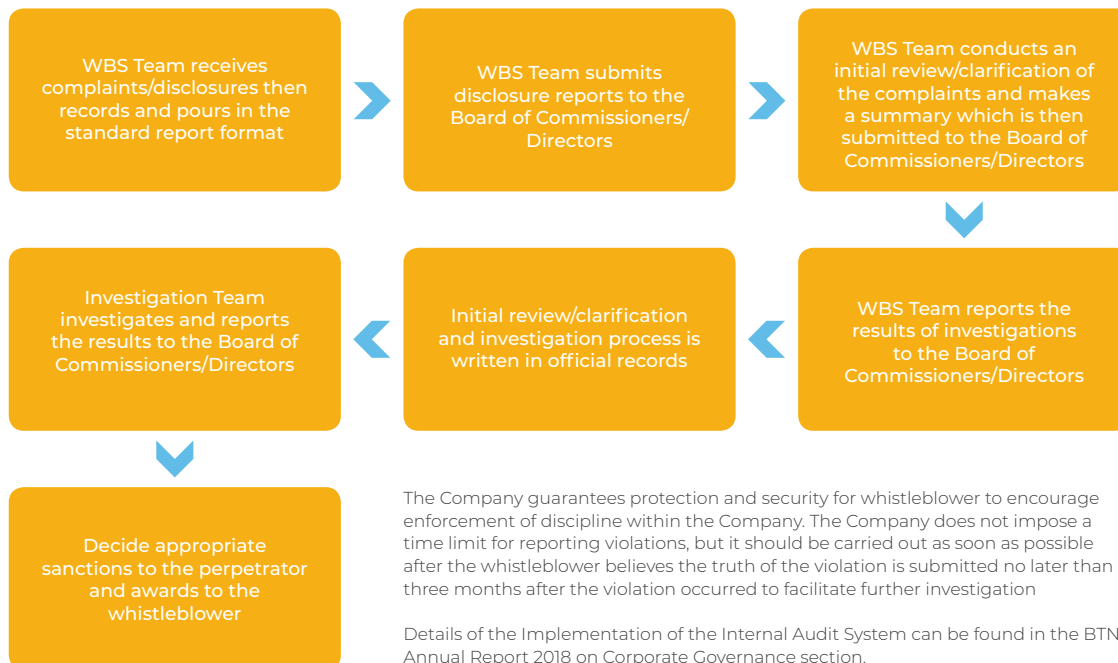 WBS Team receives
complaints/disclosures then
records and pours in the
standard report format
WBS Team submits
disclosure reports to the
Board of Commissioners/
Directors
WBS Team conducts an
initial review/clarification of
the complaints and makes
a summary which is then
submitted to the Board of
Commissioners/Directors
WBS Team reports the
results of investigations
to the Board of
Commissioners/Directors
Initial review/clarification
and investigation process is
written in official records
Investigation Team
investigates and reports
the results to the Board of
Commissioners/Directors
Decide appropriate
sanctions to the perpetrator
and awards to the
whistleblower
The Company guarantees protection and security for whistleblower to encourage
enforcement of discipline within the Company. The Company does not impose a
time limit for reporting violations, but it should be carried out as soon as possible
after the whistleblower believes the truth of the violation is submitted no later than
three months after the violation occurred to facilitate further investigation
Details of the Implementation of the Internal Audit System can be found in the BTN
Annual Report 2018 on Corporate Governance section.